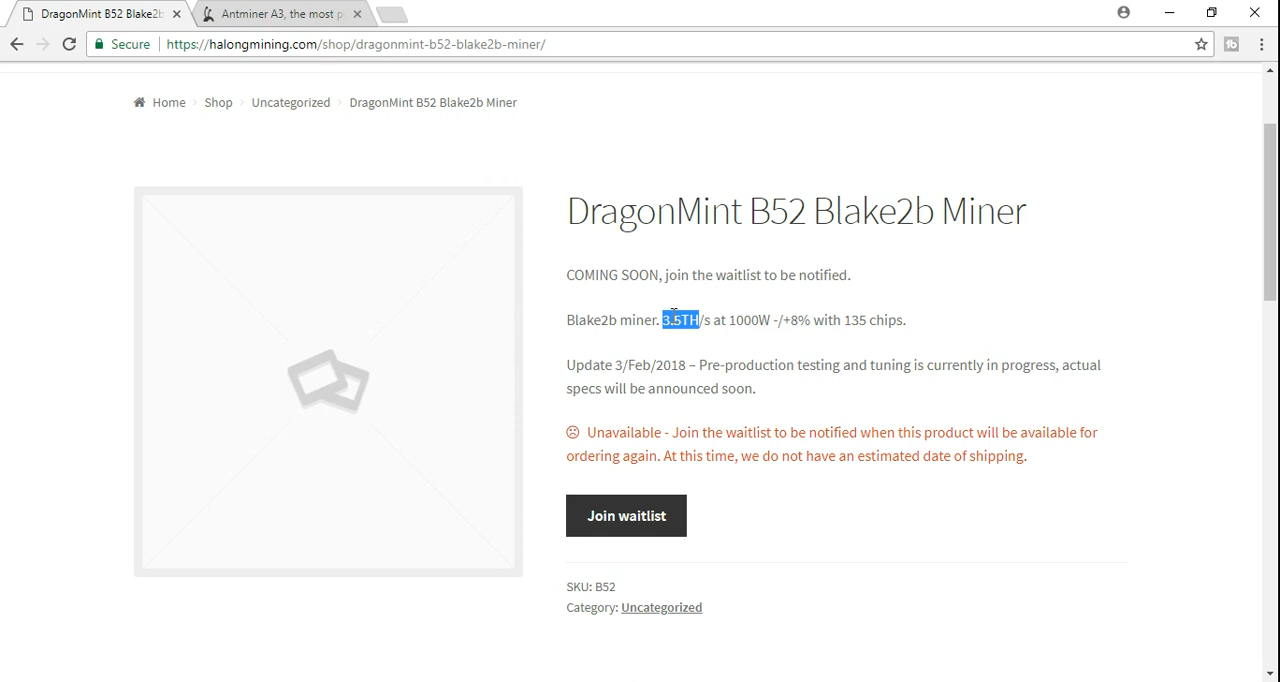 DragonMint B52 Blake2b
Antminer A3, the most p
Secure
https://halongmining.com/shop/dragonmint-b52-blake2b-miner/
Home
Shop
Uncategorized
DragonMint B52 Blake2b Miner
DragonMint B52 Blake2b Miner
COMING SOON, join the waitlist to be notified.
Blake2b miner. 3.5TH/s at 1000W -/+8% with 135 chips.
Update 3/Feb/2018 – Pre-production testing and tuning is currently in progress, actual
specs will be announced soon.
Unavailable - Join the waitlist to be notified when this product will be available for
ordering again. At this time, we do not have an estimated date of shipping.
Join waitlist
SKU: B52
Category: Uncategorized